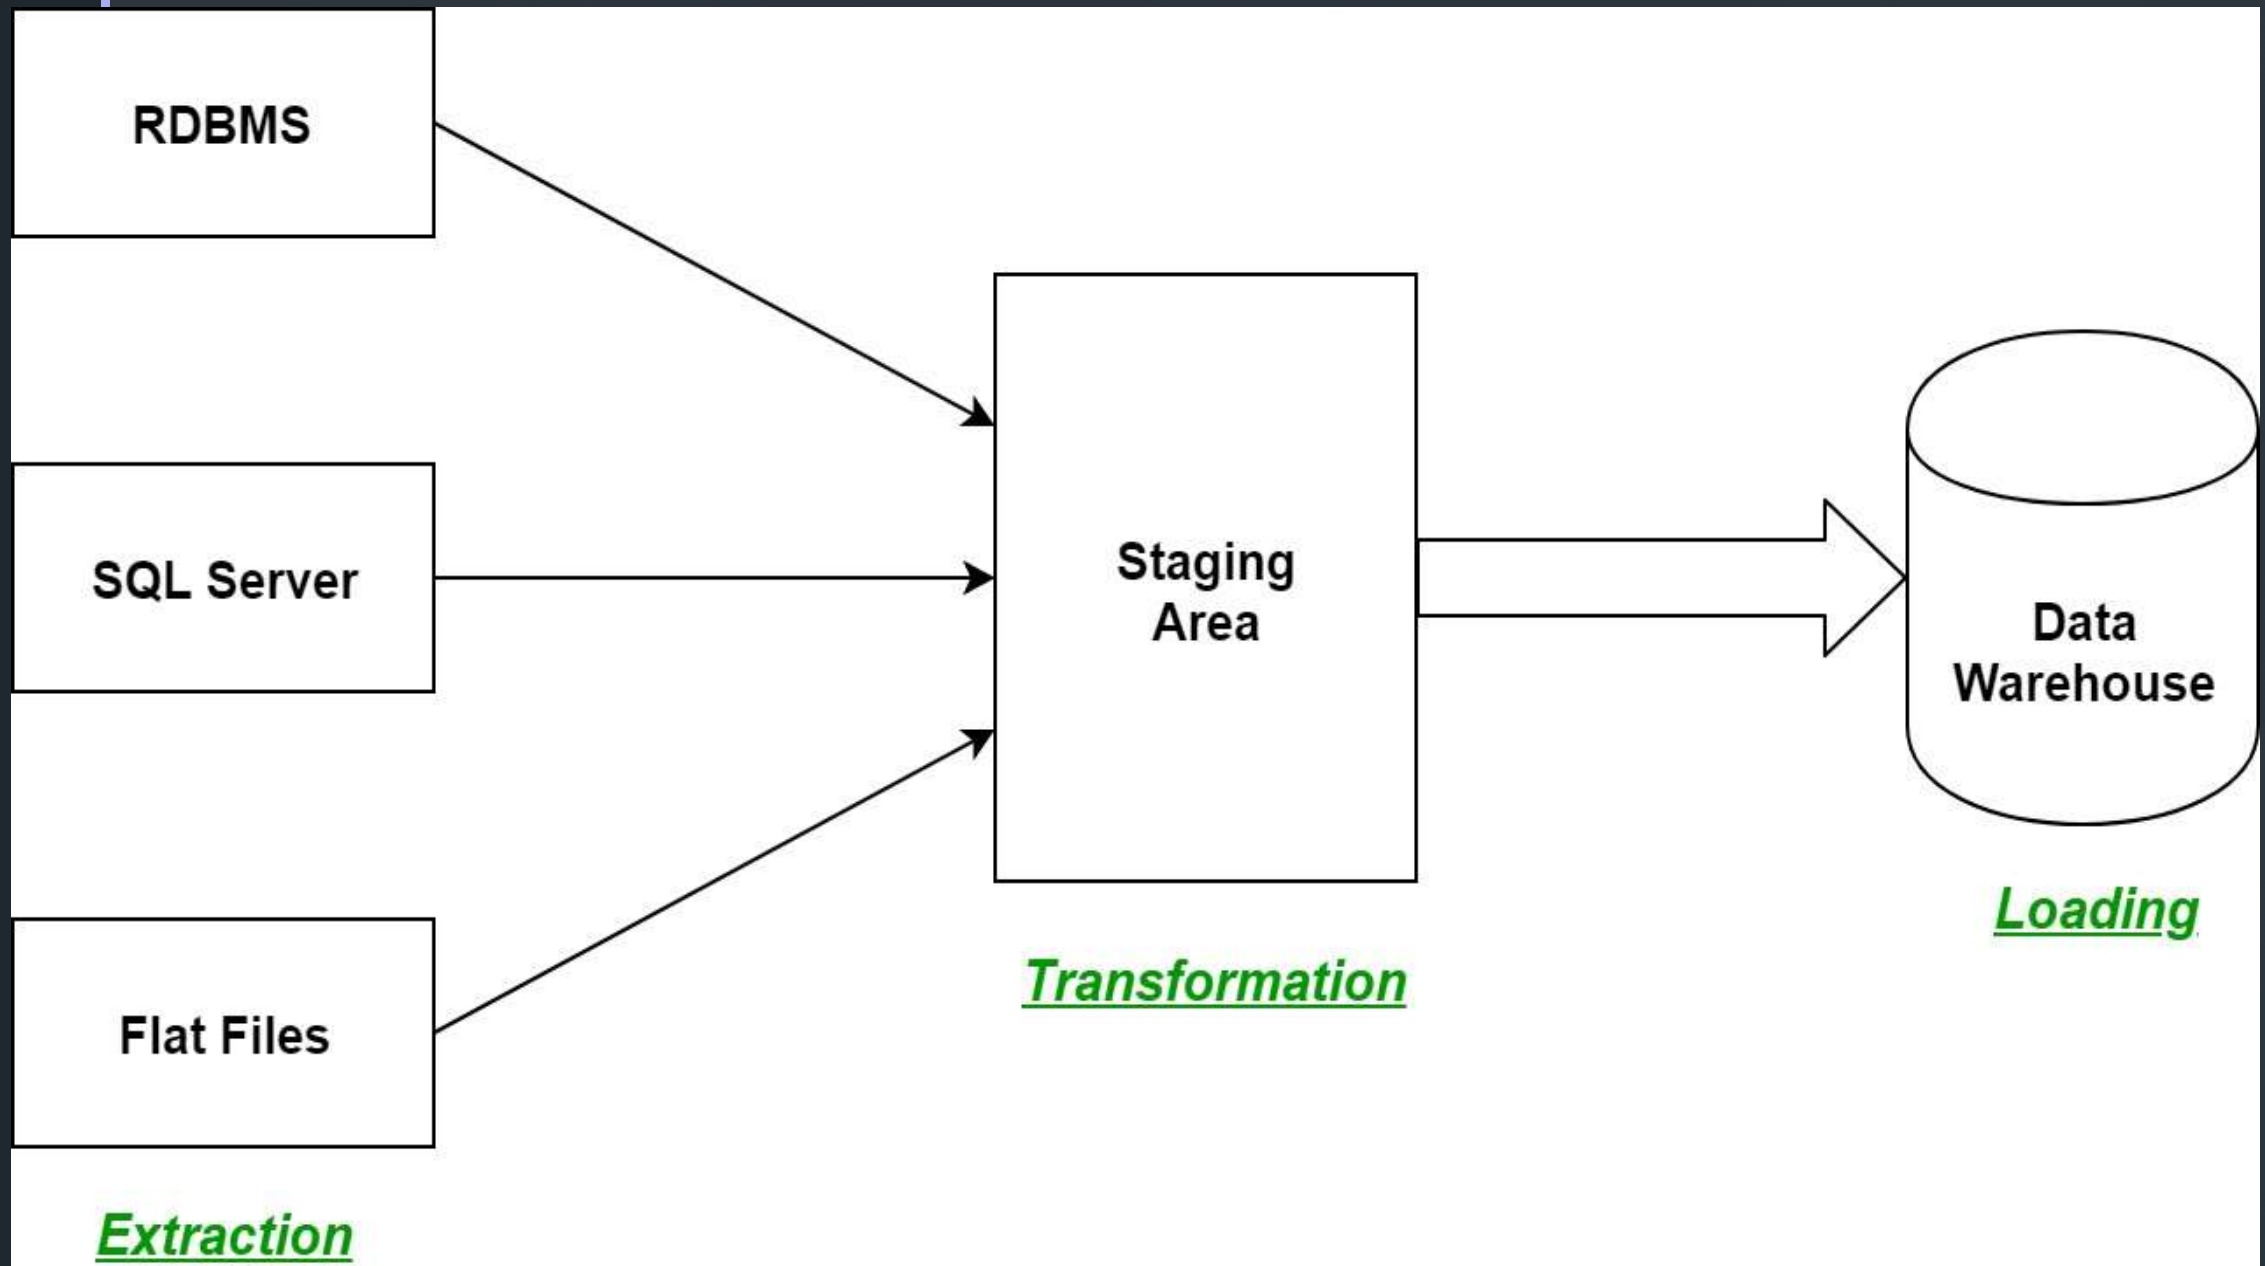 RDBMS
SQL Server
Flat Files
Extraction
Staging
Area
Transformation
Data
Warehouse
Loading